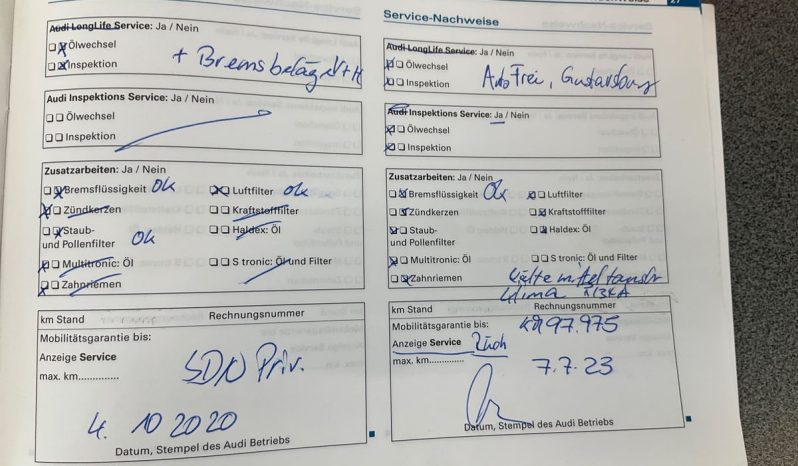 27
Audi LongLife Service: Ja / Nein
Ölwechsel
Inspektion
+ Bremsbeläge V+H
Audi Inspektions Service: Ja / Nein
Ölwechsel
Inspektion
Zusatzarbeiten: Ja / Nein
Bremsflüssigkeit OK
Luftfilter OK
Zündkerzen
Kraftstofffilter
Staub-
und Pollenfilter OK
Haldex: Öl
Multitronic: Öl
S tronic: Öl und Filter
Zahnriemen
km Stand
Rechnungsnummer
Mobilitätsgarantie bis:
Anzeige Service
max. km..............
SDN Priv.
4. 10 2020
Datum, Stempel des Audi Betriebs
Service-Nachweise
Audi LongLife Service: Ja / Nein
Ölwechsel
Inspektion
Auto Frei, Gustavsburg
Audi Inspektions Service: Ja / Nein
Ölwechsel
Inspektion
Zusatzarbeiten: Ja / Nein
Bremsflüssigkeit Ok
Luftfilter
Zündkerzen
Kraftstofffilter
Staub-
und Pollenfilter
Haldex: Öl
Multitronic: Öl
S tronic: Öl und Filter
Zahnriemen
Kältemittel
Klima R134A
km Stand
Rechnungsnummer
Mobilitätsgarantie bis:
97.975
Anzeige Service
max. km..............
7.7.23
Datum, Stempel des Audi Betriebs